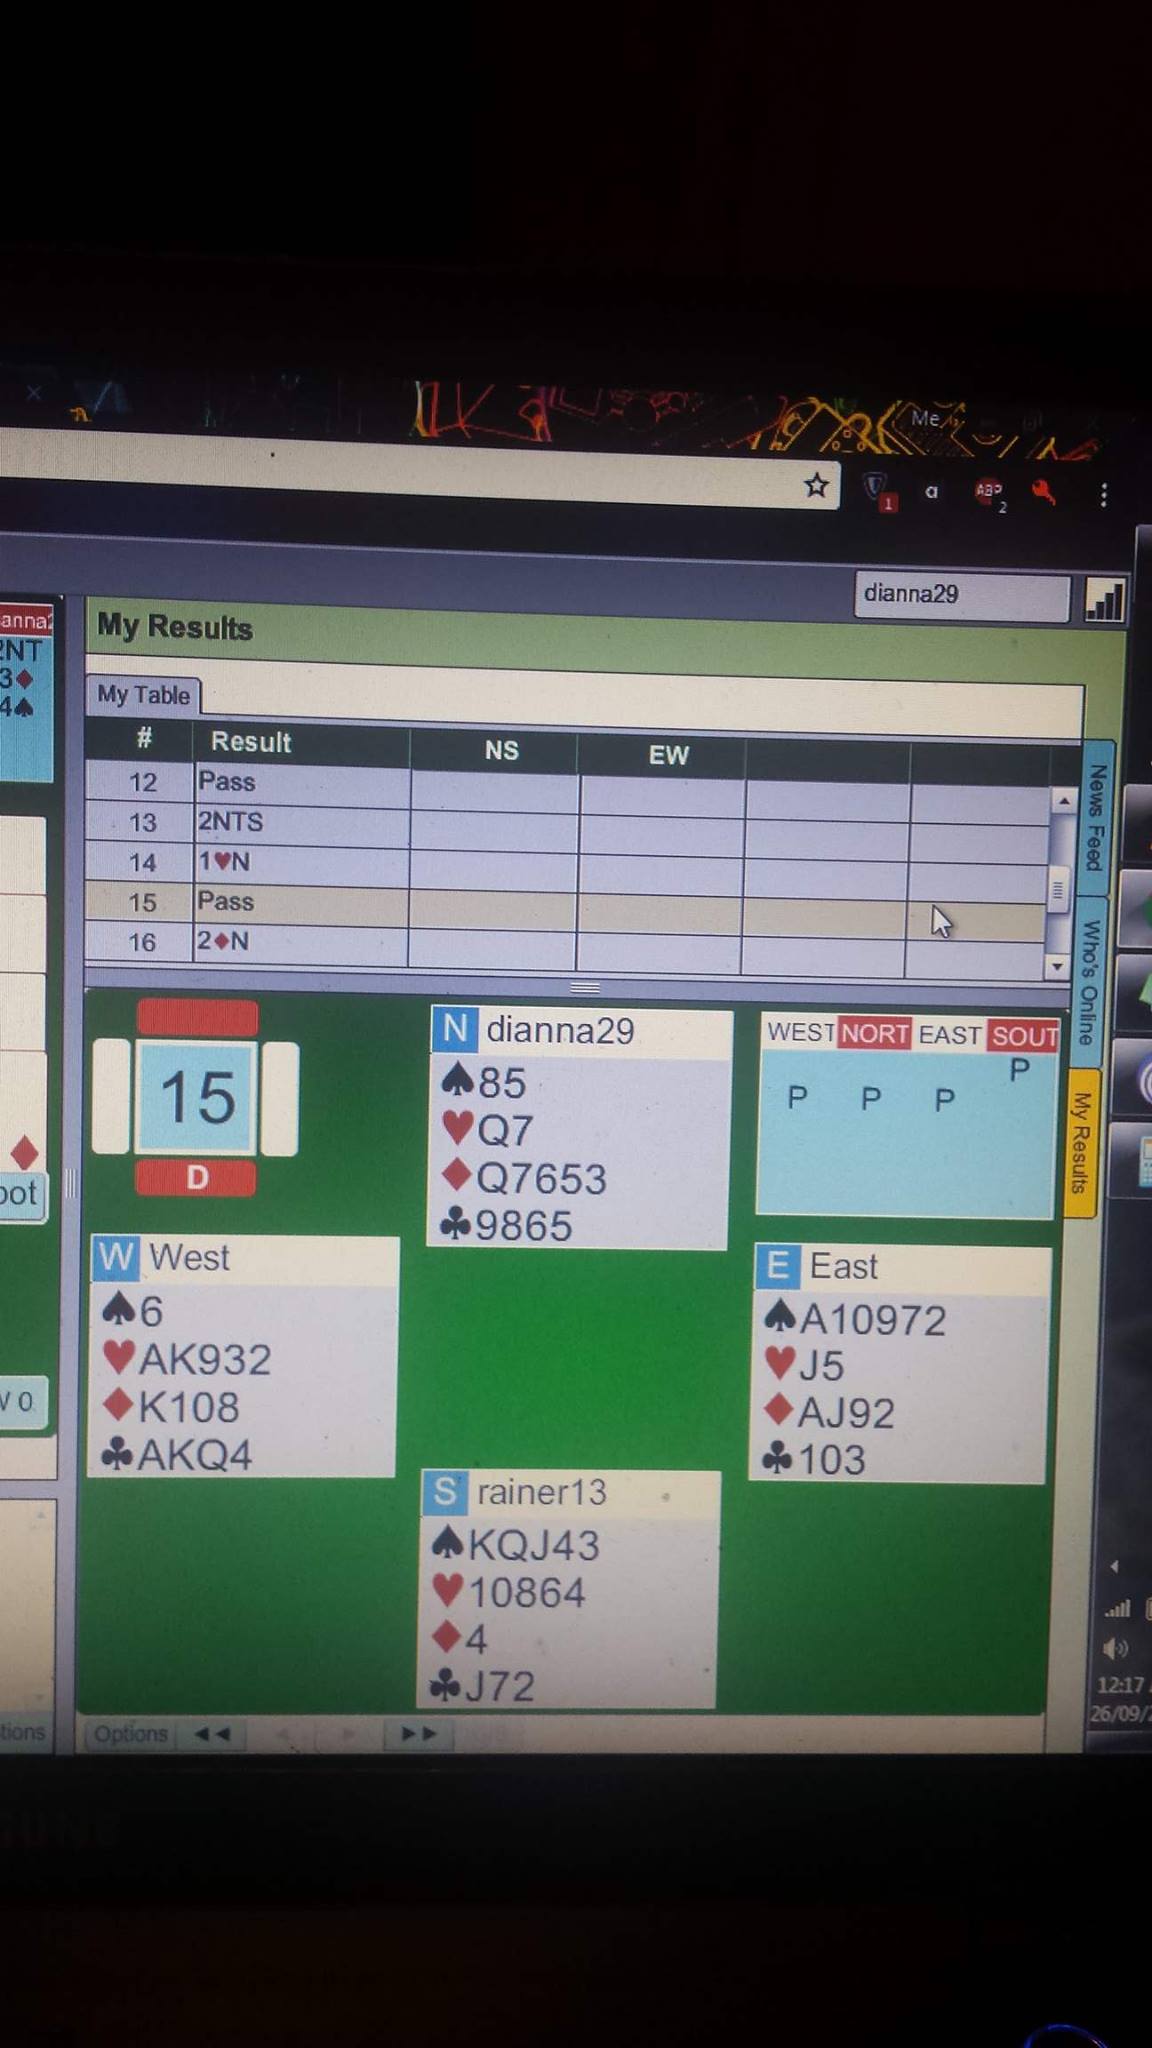 Me
1
a
ABP
2
dianna29
anna2
2NT
3♦
4♠
My Results
My Table
# Result NS EW
12 Pass
13 2NTS
14 1♥N
15 Pass
16 2♦N
News Feed
Who's Online
My Results
15
D
N dianna29
♠85
♥Q7
♦Q7653
♣9865
WEST NORT EAST SOUT
P
P P P
W West
♠6
♥AK932
♦K108
♣AKQ4
E East
♠A10972
♥J5
♦AJ92
♣103
S rainer13
♠KQJ43
♥10864
♦4
♣J72
♦
oot
0
tions
Options
12:17
26/09/